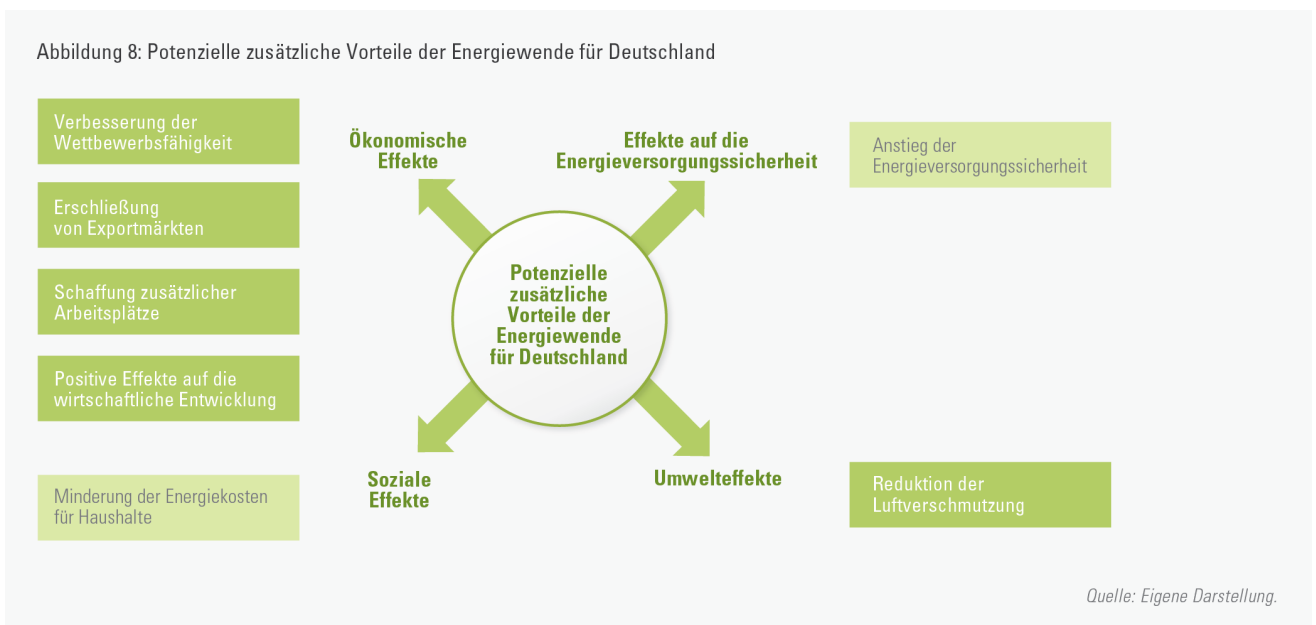 Abbildung 8: Potenzielle zusätzliche Vorteile der Energiewende für Deutschland
Verbesserung der
Wettbewerbsfähigkeit
Erschließung
von Exportmärkten
Schaffung zusätzlicher
Arbeitsplätze
Positive Effekte auf die
wirtschaftliche Entwicklung
Minderung der Energiekosten
für Haushalte
Ökonomische
Effekte
Effekte auf die
Energieversorgungssicherheit
Potenzielle
zusätzliche
Vorteile der
Energiewende
für Deutschland
Soziale
Effekte
Umwelteffekte
Anstieg der
Energieversorgungssicherheit
Reduktion der
Luftverschmutzung
Quelle: Eigene Darstellung.